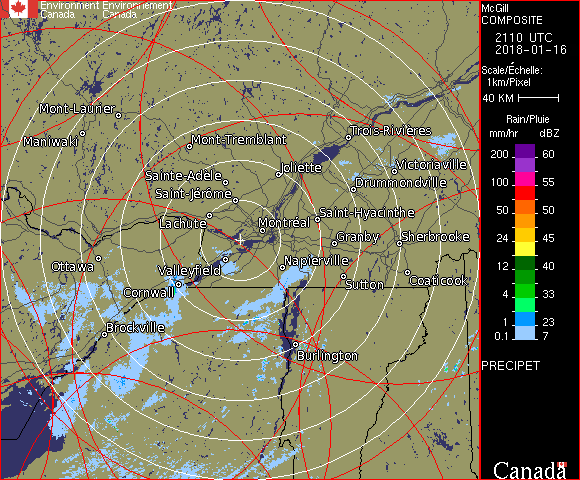 Environment Environnement
Canada Canada
McGill
COMPOSITE
2110 UTC
2018-01-16
Scale/Échelle:
1km/Pixel
40 KM
Rain/Pluie
mm/hr dBZ
200 60
100 55
50 50
24 45
12 40
4 33
1 23
0.1 7
PRECIPET
Canada
Mont-Laurier
Maniwaki
Mont-Tremblant
Trois-Rivières
Sainte-Adèle
Joliette
Victoriaville
Saint-Jérôme
Drummondville
Lachute
Montréal
Saint-Hyacinthe
Ottawa
Granby
Sherbrooke
Valleyfield
Napierville
Cornwall
Sutton
Coaticook
Brockville
Burlington